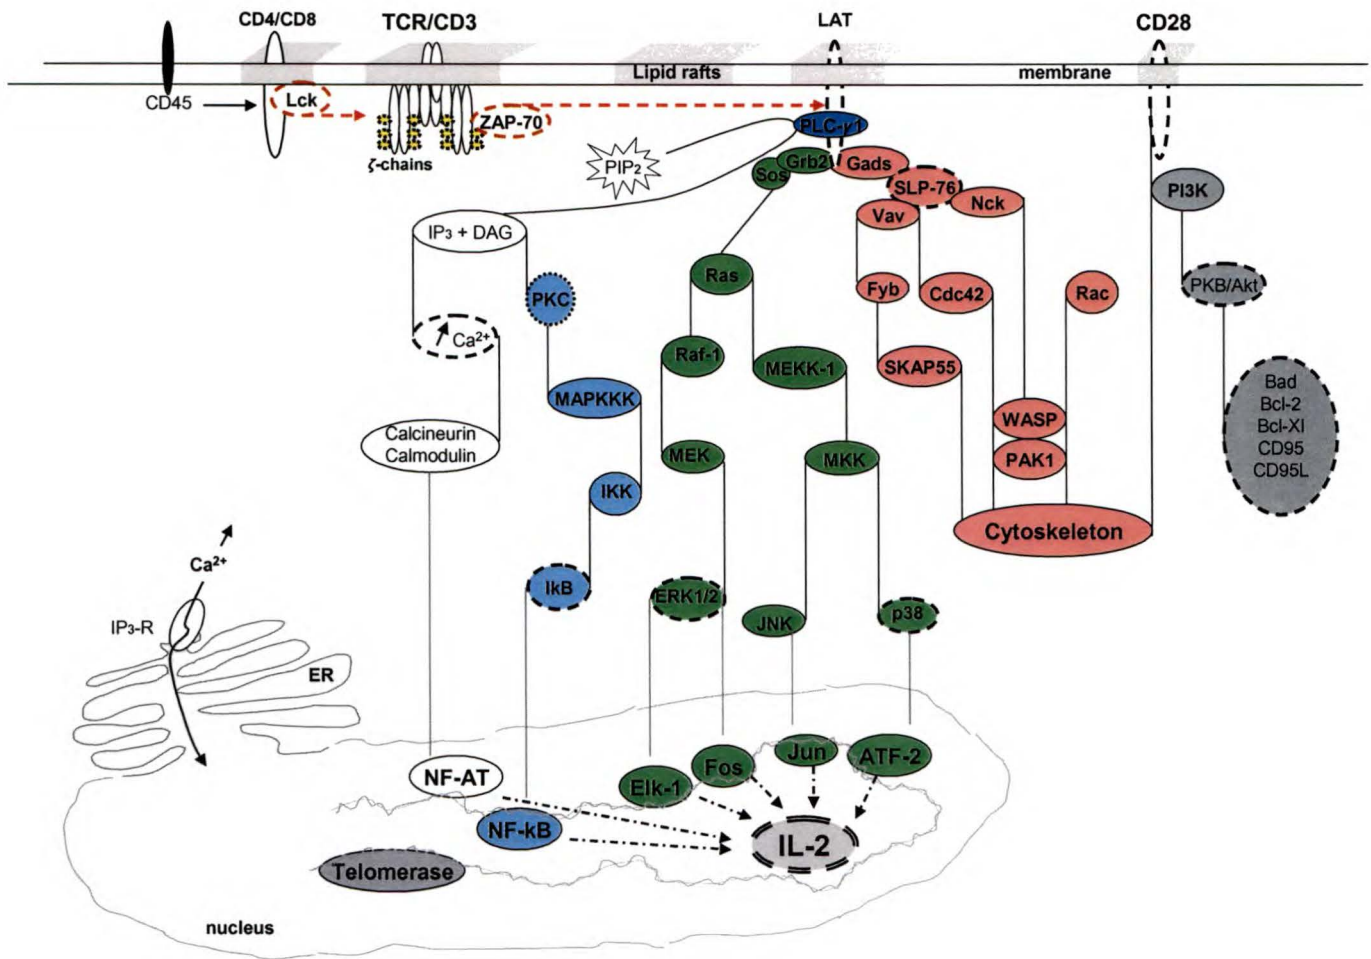 CD4/CD8
TCR/CD3
LAT
CD28
Lipid rafts
membrane
CD45
Lck
ZAP-70
ζ-chains
PLC-γ1
PIP₂
Sos
Grb2
Gads
SLP-76
Nck
Vav
PI3K
IP₃ + DAG
PKC
Ras
Fyb
Cdc42
Rac
PKB/Akt
Ca²⁺
Raf-1
MEKK-1
SKAP55
MAPKKK
Bad
Bcl-2
Bcl-Xl
CD95
CD95L
WASP
PAK1
Calcineurin
Calmodulin
MEK
MKK
IKK
Cytoskeleton
Ca²⁺
IkB
ERK1/2
JNK
p38
IP₃-R
ER
NF-AT
Elk-1
Fos
Jun
ATF-2
NF-kB
IL-2
Telomerase
nucleus